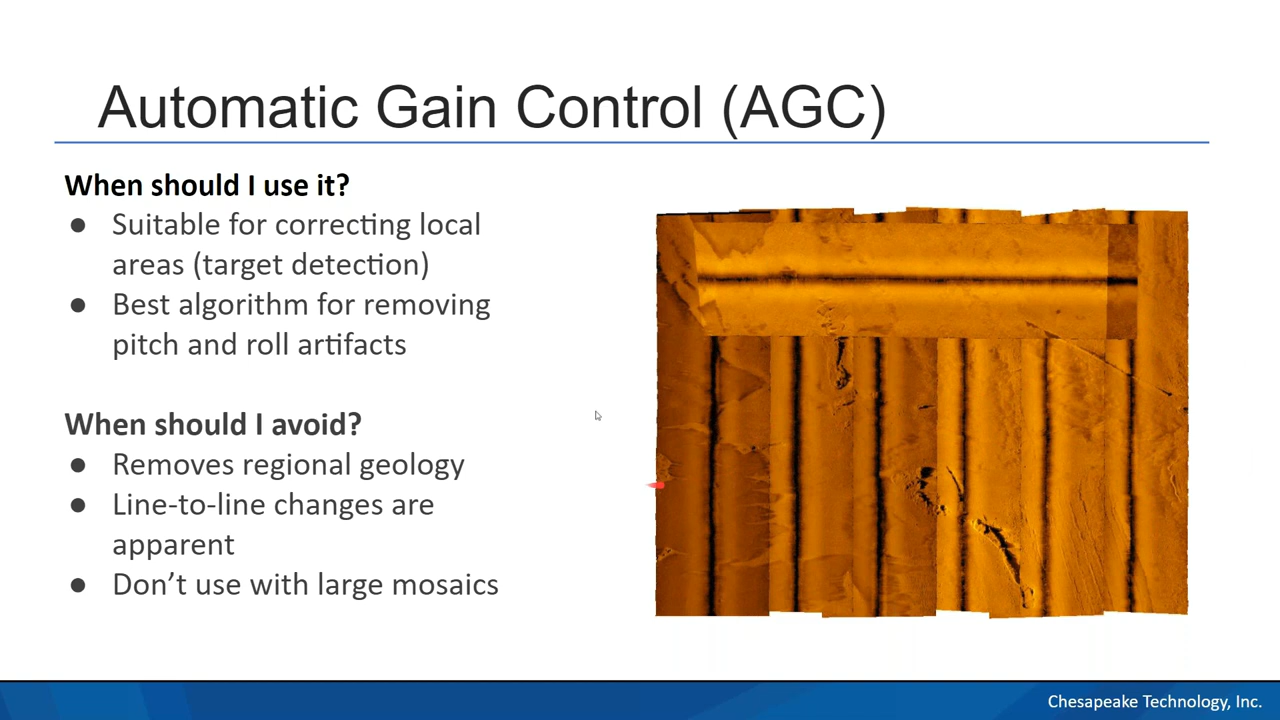 Automatic Gain Control (AGC)
When should I use it?
● Suitable for correcting local
areas (target detection)
● Best algorithm for removing
pitch and roll artifacts
When should I avoid?
● Removes regional geology
● Line-to-line changes are
apparent
● Don’t use with large mosaics
Chesapeake Technology, Inc.